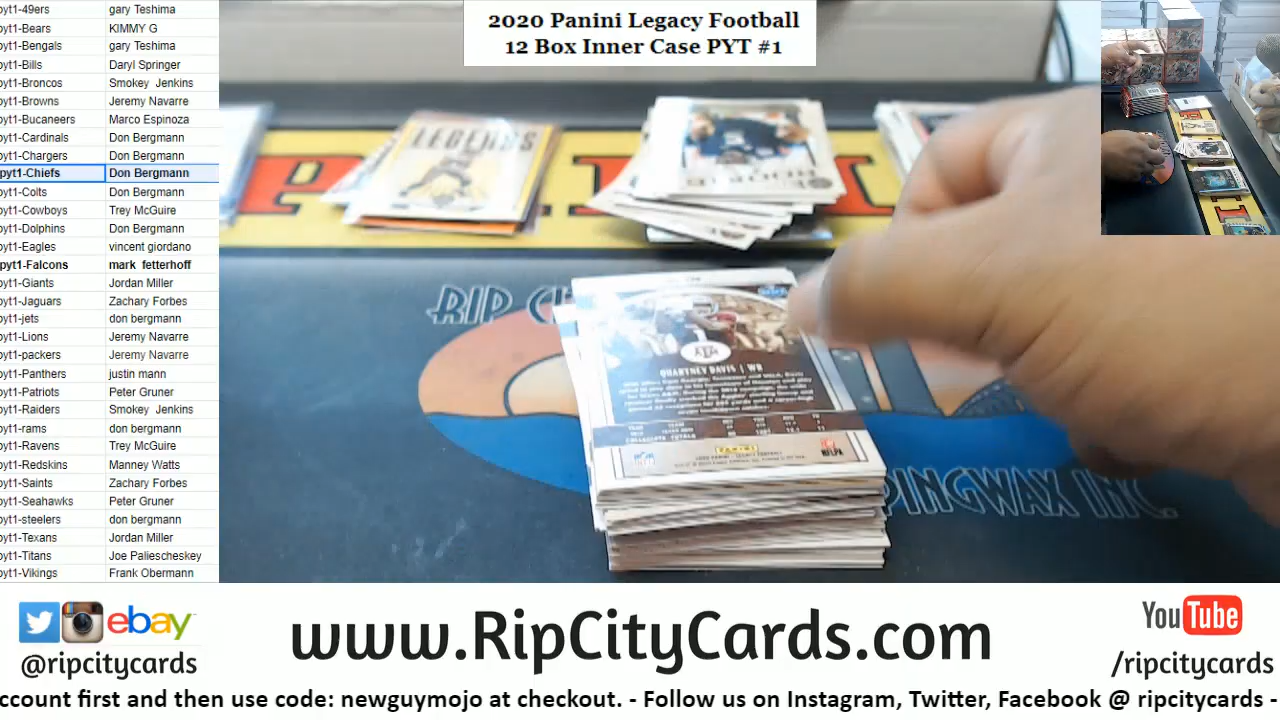 2020 Panini Legacy Football
12 Box Inner Case PYT #1
pyt1-49ers gary Teshima
pyt1-Bears KIMMY G
pyt1-Bengals gary Teshima
pyt1-Bills Daryl Springer
pyt1-Broncos Smokey Jenkins
pyt1-Browns Jeremy Navarre
pyt1-Bucaneers Marco Espinoza
pyt1-Cardinals Don Bergmann
pyt1-Chargers Don Bergmann
pyt1-Chiefs Don Bergmann
pyt1-Colts Don Bergmann
pyt1-Cowboys Trey McGuire
pyt1-Dolphins Don Bergmann
pyt1-Eagles vincent giordano
pyt1-Falcons mark fetterhoff
pyt1-Giants Jordan Miller
pyt1-Jaguars Zachary Forbes
pyt1-jets don bergmann
pyt1-Lions Jeremy Navarre
pyt1-packers Jeremy Navarre
pyt1-Panthers justin mann
pyt1-Patriots Peter Gruner
pyt1-Raiders Smokey Jenkins
pyt1-rams don bergmann
pyt1-Ravens Trey McGuire
pyt1-Redskins Manney Watts
pyt1-Saints Zachary Forbes
pyt1-Seahawks Peter Gruner
pyt1-steelers don bergmann
pyt1-Texans Jordan Miller
pyt1-Titans Joe Paliescheskey
pyt1-Vikings Frank Obermann
LEGENDS
RIP
QUARTNEY DAVIS | WR
PANINI
NFLPA
PINGWAX INC.
ebay
@ripcitycards
www.RipCityCards.com
YouTube
/ripcitycards
ccount first and then use code: newguymojo at checkout. - Follow us on Instagram, Twitter, Facebook @ ripcitycards -